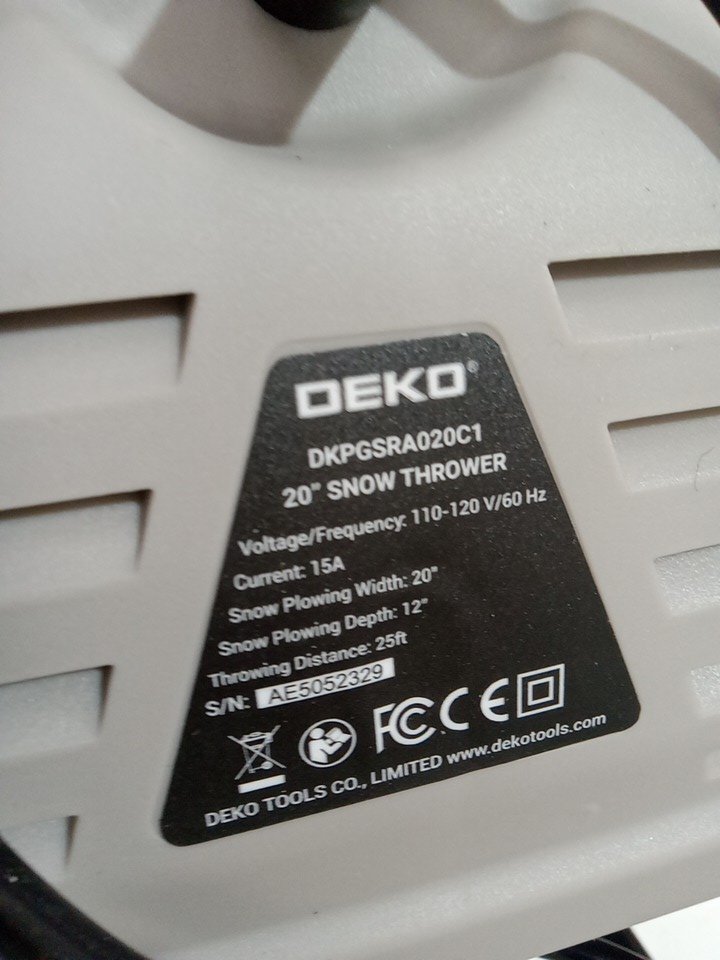 DEKO®
DKPGSRA020C1
20" SNOW THROWER
Voltage/Frequency: 110-120 V/60 Hz
Current: 15A
Snow Plowing Width: 20"
Snow Plowing Depth: 12"
Throwing Distance: 25ft
S/N: AE5052329
FC CE
DEKO TOOLS CO., LIMITED www.dekotools.com